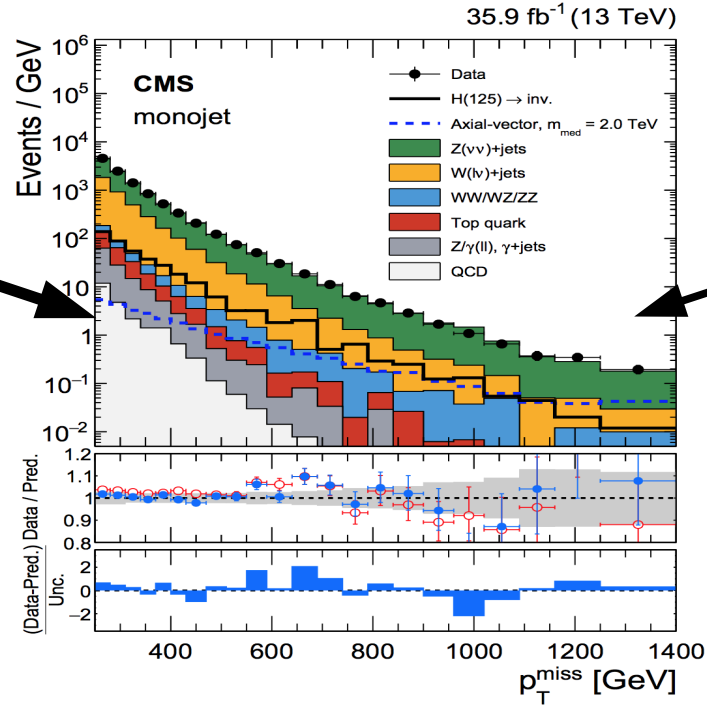 35.9 fb⁻¹ (13 TeV)
Events / GeV
10⁶
10⁵
10⁴
10³
10²
10
1
10⁻¹
10⁻²
CMS
monojet
Data
H(125) → inv.
Axial-vector, m_med = 2.0 TeV
Z(νν)+jets
W(lν)+jets
WW/WZ/ZZ
Top quark
Z/γ(ll), γ+jets
QCD
Data / Pred.
1.2
1.1
1.0
0.9
0.8
(Data-Pred.)
Unc.
2
0
−2
400 600 800 1000 1200 1400
p_T^miss [GeV]